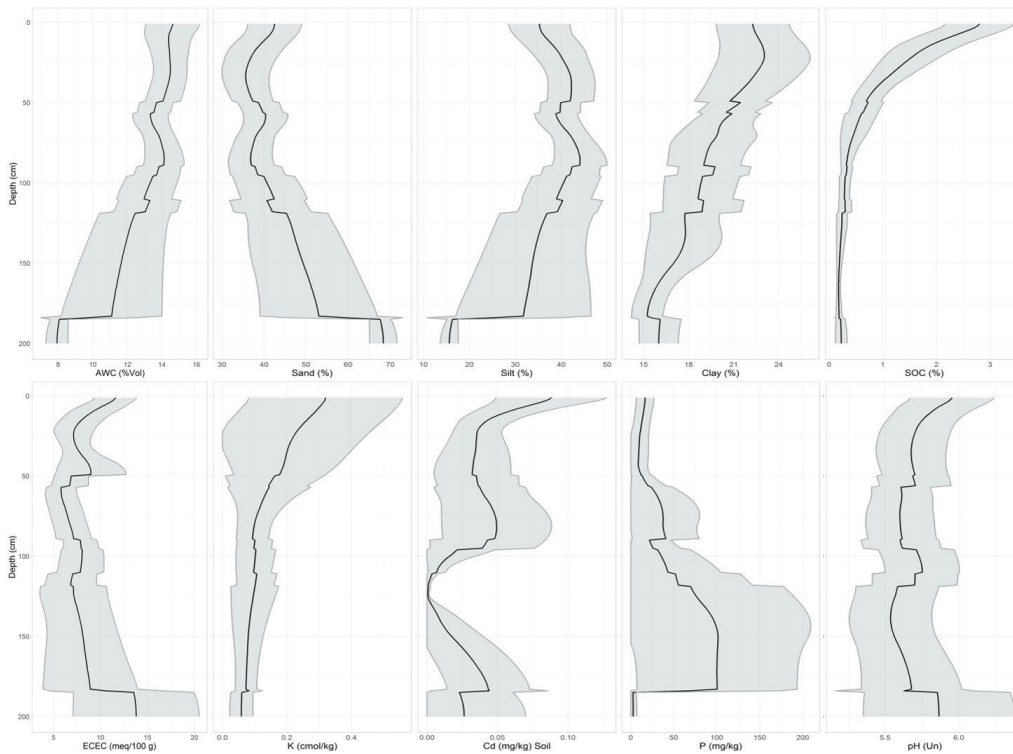 0
50
100
150
200
Depth (cm)
8 10 12 14 16
AWC (%Vol)
30 40 50 60 70
Sand (%)
10 20 30 40 50
Silt (%)
15 18 21 24
Clay (%)
0 1 2 3
SOC (%)
0
50
100
150
200
Depth (cm)
5 10 15 20
ECEC (meq/100 g)
0.0 0.2 0.4
K (cmol/kg)
0.00 0.05 0.10
Cd (mg/kg) Soil
0 50 100 150 200
P (mg/kg)
5.5 6.0
pH (Un)